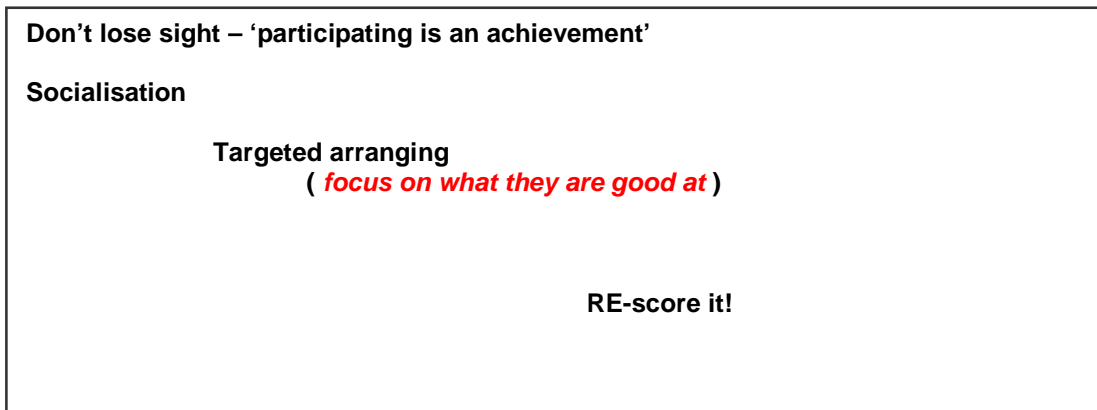 Don’t lose sight – ‘participating is an achievement’
Socialisation
Targeted arranging
( focus on what they are good at )
RE-score it!